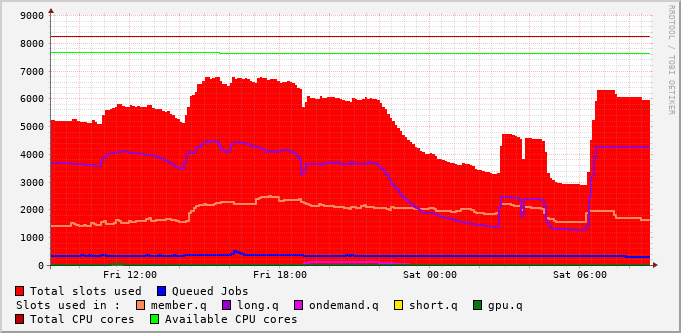 9000
8000
7000
6000
5000
4000
3000
2000
1000
0
Fri 12:00 Fri 18:00 Sat 00:00 Sat 06:00
Total slots used Queued Jobs
Slots used in : member.q long.q ondemand.q short.q gpu.q
Total CPU cores Available CPU cores
RRDTOOL / TOBI OETIKER